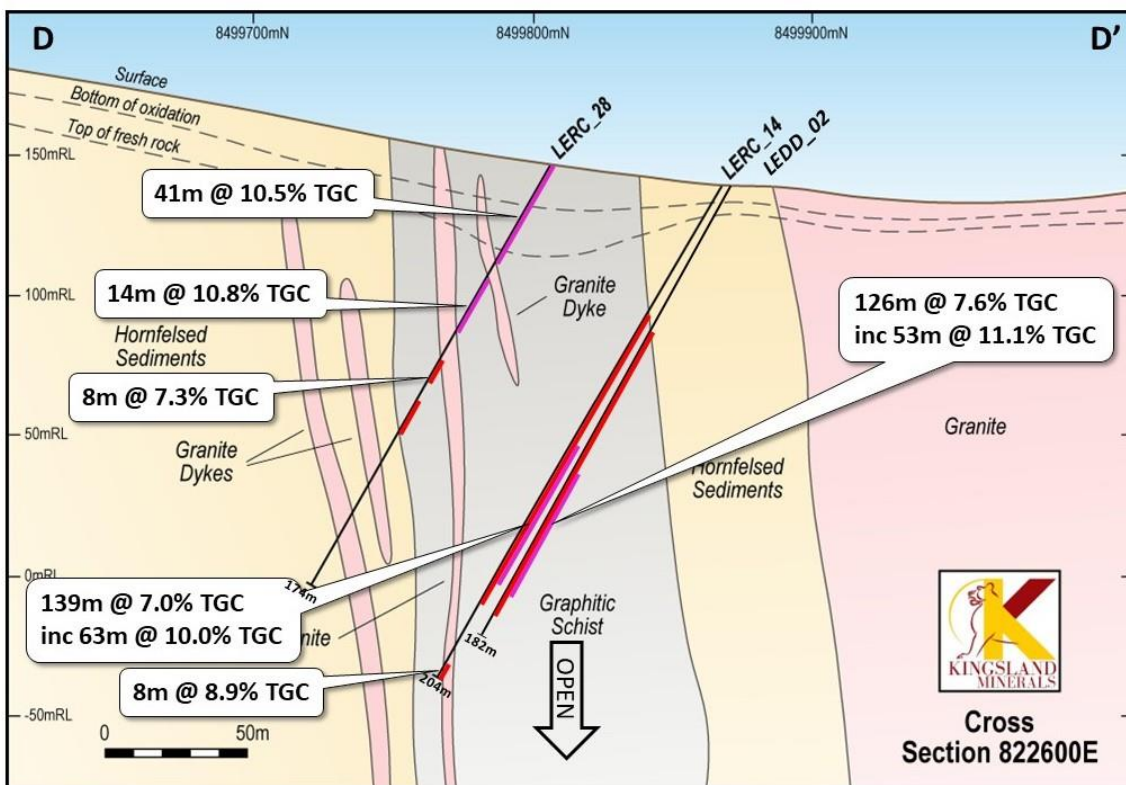 D
8499700mN
8499800mN
8499900mN
D’
Surface
Bottom of oxidation
Top of fresh rock
LERC_28
LERC_14
LEDD_02
150mRL
41m @ 10.5% TGC
100mRL
14m @ 10.8% TGC
Granite
Dyke
126m @ 7.6% TGC
inc 53m @ 11.1% TGC
Hornfelsed
Sediments
8m @ 7.3% TGC
50mRL
Granite
Dykes
Granite
Hornfelsed
Sediments
0mRL
174m
139m @ 7.0% TGC
inc 63m @ 10.0% TGC
Graphitic
Schist
182m
8m @ 8.9% TGC
204m
OPEN
-50mRL
0
50m
K
KINGSLAND
MINERALS
Cross
Section 822600E